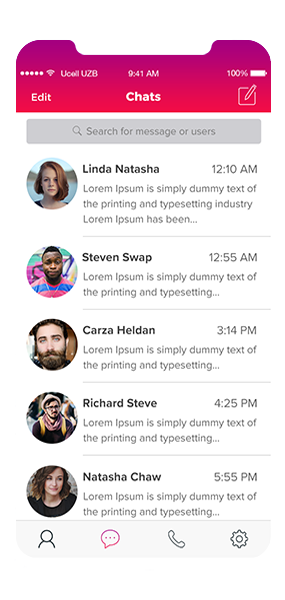 Ucell UZB 9:41 AM 100%
Edit Chats
Search for message or users
Linda Natasha 12:10 AM
Lorem Ipsum is simply dummy text of
the printing and typesetting industry
Lorem Ipsum has been...
Steven Swap 12:55 AM
Lorem Ipsum is simply dummy text of
the printing and typesetting...
Carza Heldan 3:14 PM
Lorem Ipsum is simply dummy text of
the printing and typesetting...
Richard Steve 4:25 PM
Lorem Ipsum is simply dummy text of
the printing and typesetting...
Natasha Chaw 5:55 PM
Lorem Ipsum is simply dummy text of
the printing and typesetting...